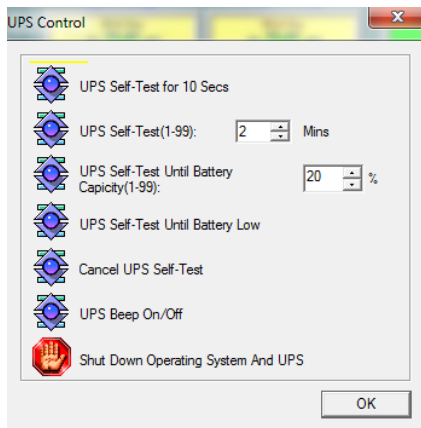 UPS Control
UPS Self-Test for 10 Secs
UPS Self-Test(1-99): 2 Mins
UPS Self-Test Until Battery
Capicity(1-99): 20 %
UPS Self-Test Until Battery Low
Cancel UPS Self-Test
UPS Beep On/Off
Shut Down Operating System And UPS
OK